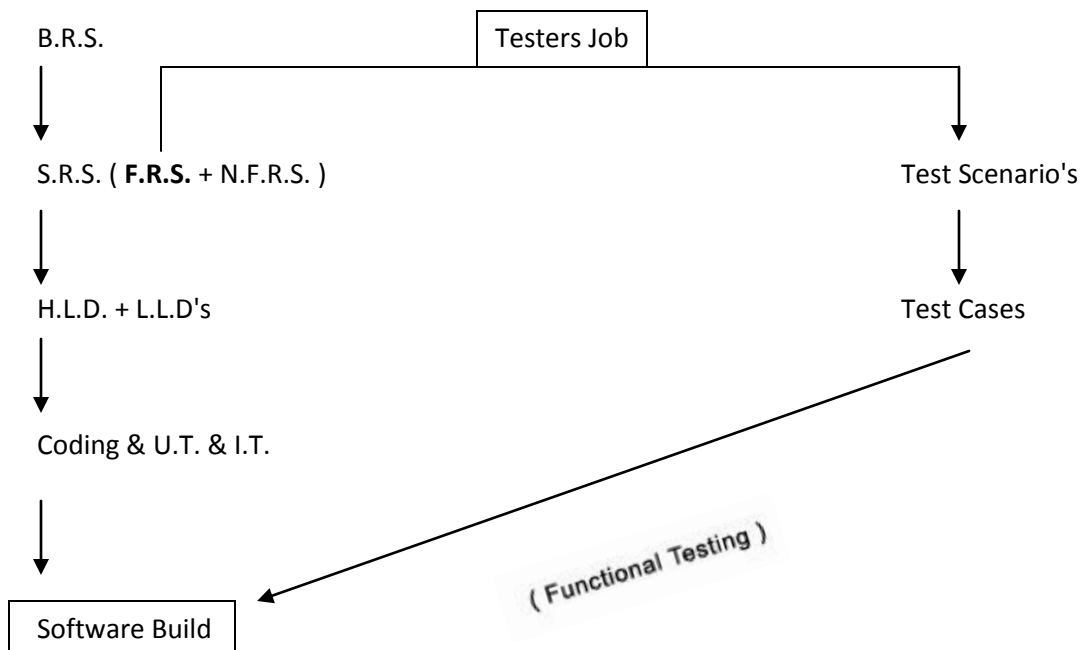 B.R.S.
Testers Job
S.R.S. ( F.R.S. + N.F.R.S. )
Test Scenario's
H.L.D. + L.L.D's
Test Cases
Coding & U.T. & I.T.
( Functional Testing )
Software Build